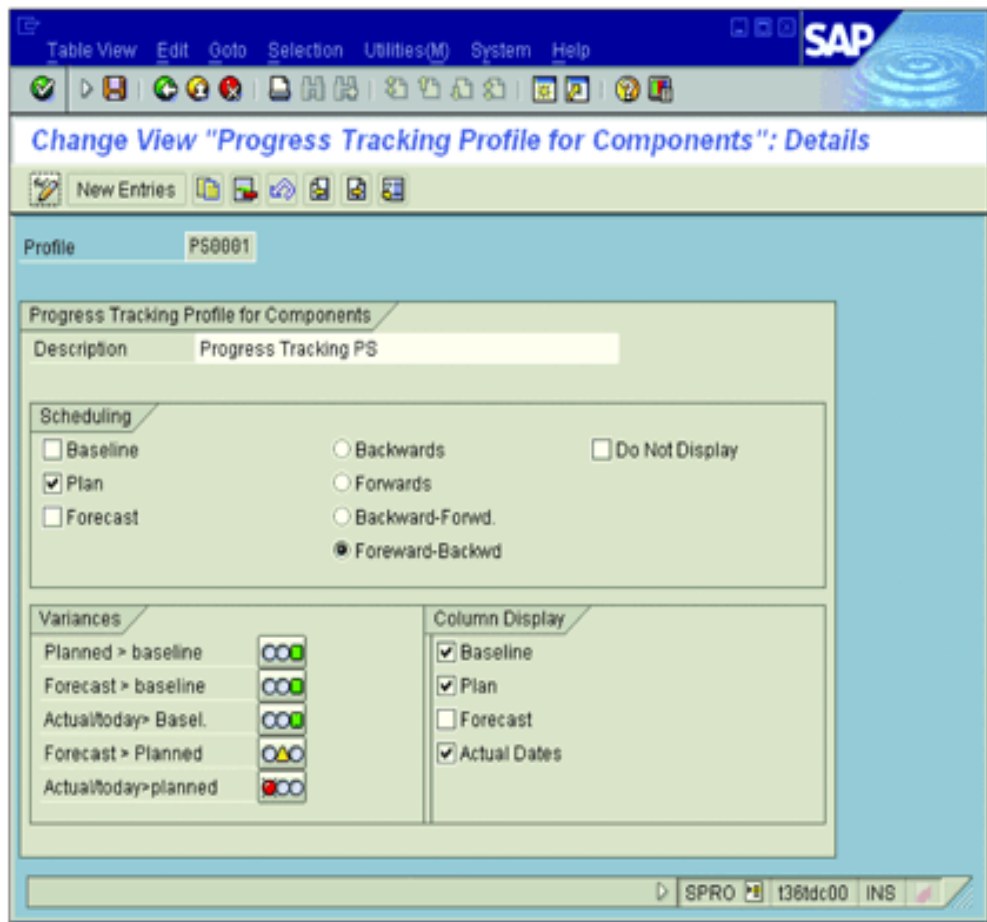 Table View Edit Goto Selection Utilities(M) System Help
SAP
Change View "Progress Tracking Profile for Components": Details
New Entries
Profile PS0001
Progress Tracking Profile for Components
Description Progress Tracking PS
Scheduling
Baseline Backwards Do Not Display
Plan Forwards
Forecast Backward-Forwd.
Foreward-Backwd
Variances Column Display
Planned > baseline Baseline
Forecast > baseline Plan
Actual/today> Basel. Forecast
Forecast > Planned Actual Dates
Actual/today>planned
SPRO t36tdc00 INS